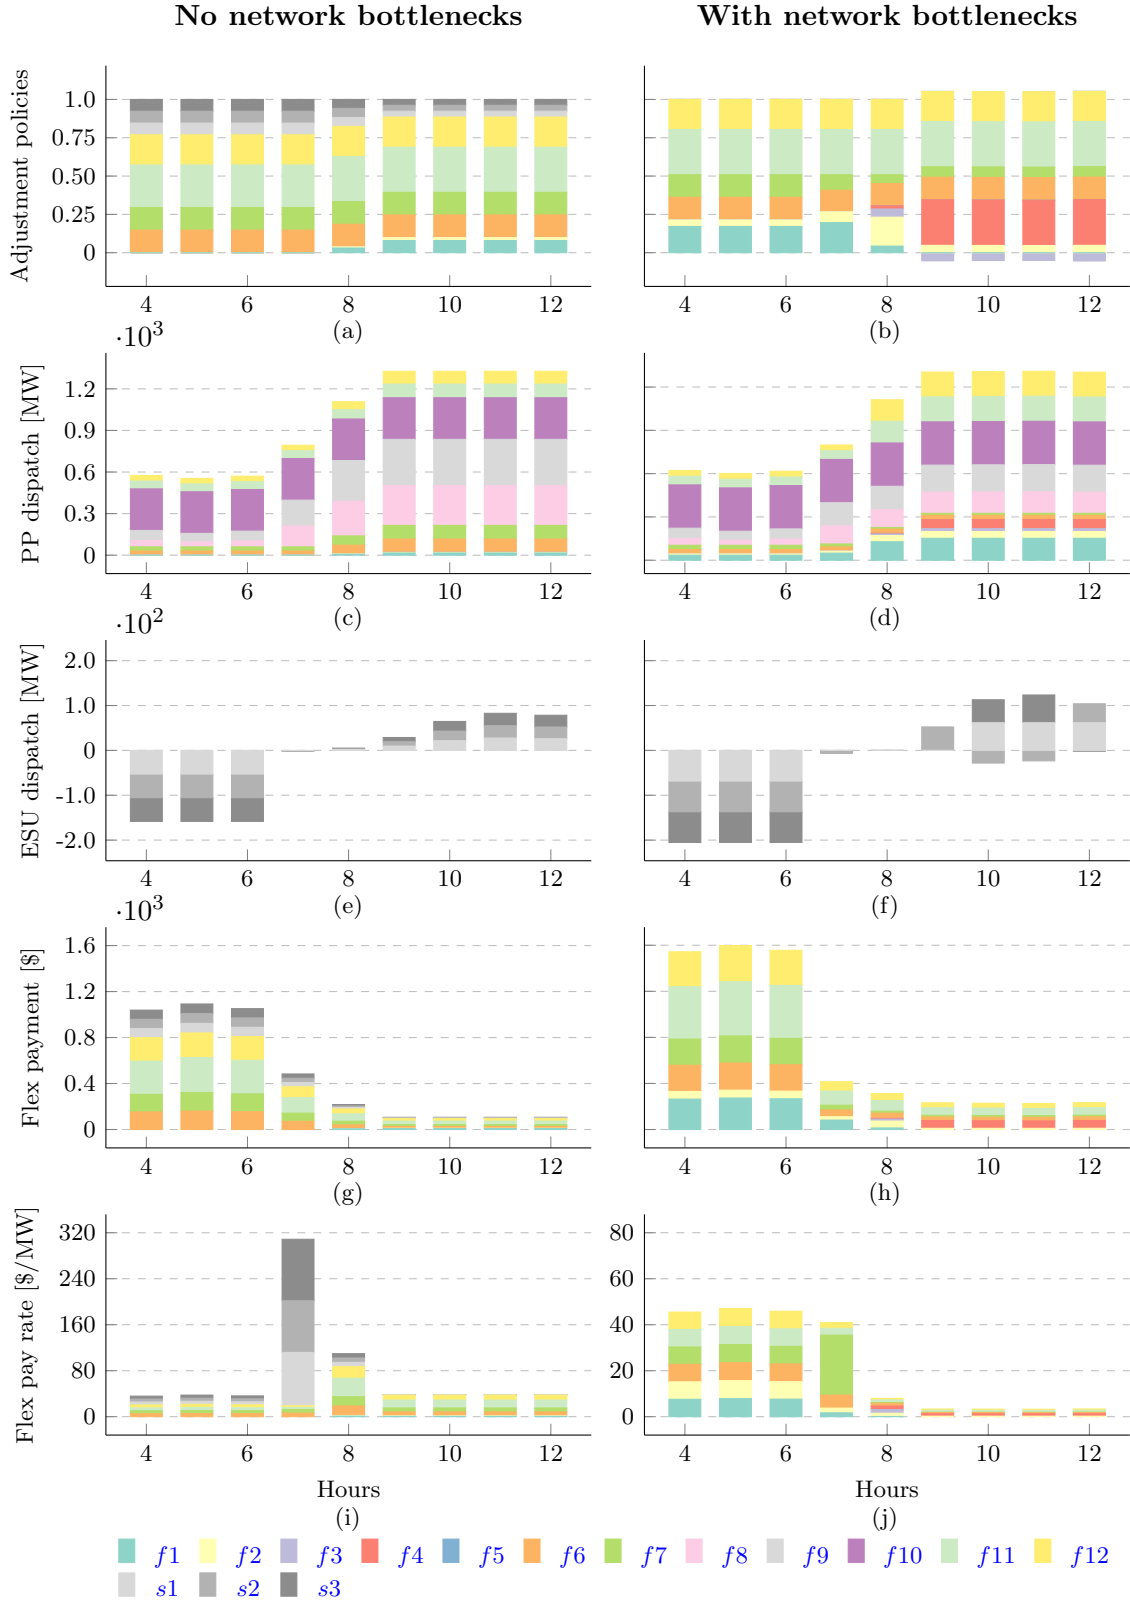 No network bottlenecks With network bottlenecks
Adjustment policies
1.0
0.75
0.50
0.25
0
4 6 8 10 12 4 6 8 10 12
(a) (b)
·10^3
PP dispatch [MW]
1.2
0.9
0.6
0.3
0
4 6 8 10 12 4 6 8 10 12
(c) (d)
·10^2
ESU dispatch [MW]
2.0
1.0
0
-1.0
-2.0
4 6 8 10 12 4 6 8 10 12
(e) (f)
·10^3
Flex payment [$]
1.6
1.2
0.8
0.4
0
4 6 8 10 12 4 6 8 10 12
(g) (h)
Flex pay rate [$/MW]
320 80
240 60
160 40
80 20
0 0
4 6 8 10 12 4 6 8 10 12
Hours Hours
(i) (j)
f1 f2 f3 f4 f5 f6 f7 f8 f9 f10 f11 f12
s1 s2 s3